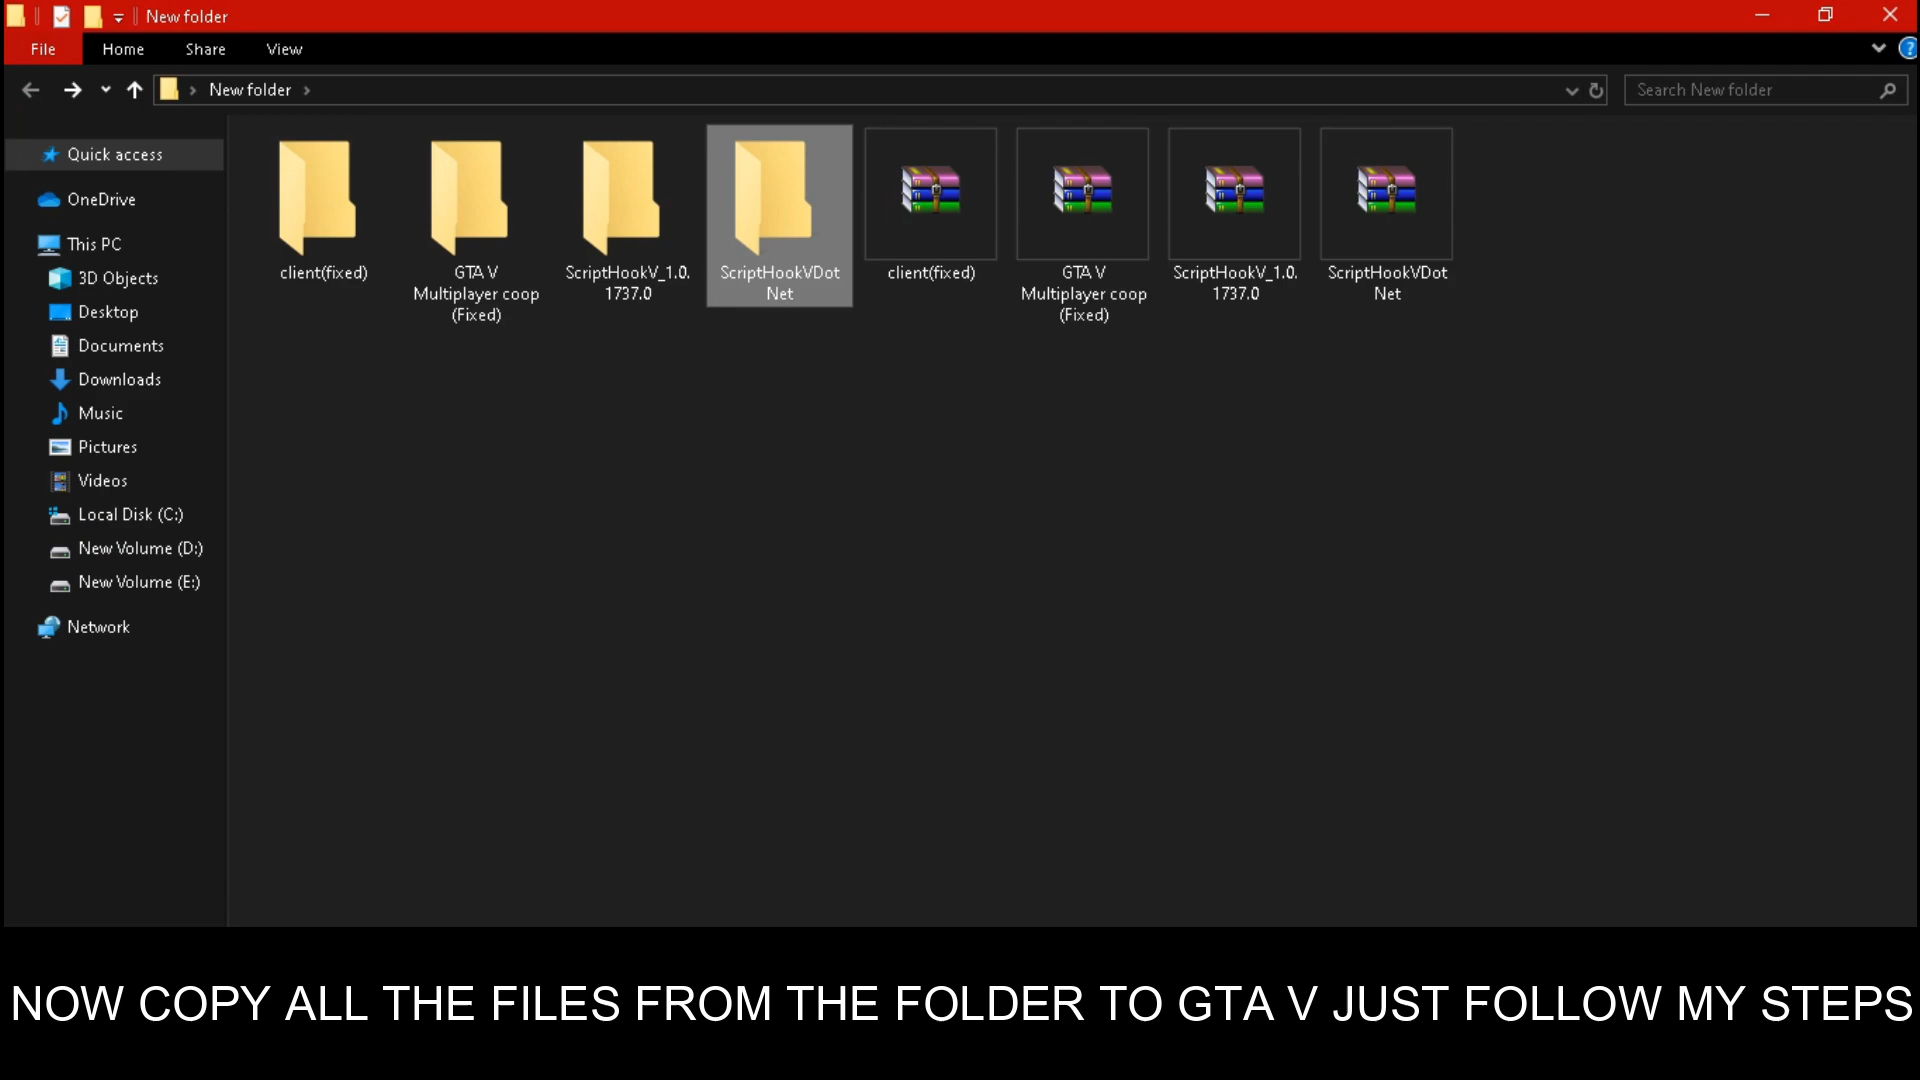 New folder
File Home Share View
New folder
Search New folder
Quick access
OneDrive
This PC
3D Objects
Desktop
Documents
Downloads
Music
Pictures
Videos
Local Disk (C:)
New Volume (D:)
New Volume (E:)
Network
client(fixed)
GTA V
Multiplayer coop
(Fixed)
ScriptHookV_1.0.
1737.0
ScriptHookVDot
Net
client(fixed)
GTA V
Multiplayer coop
(Fixed)
ScriptHookV_1.0.
1737.0
ScriptHookVDot
Net
NOW COPY ALL THE FILES FROM THE FOLDER TO GTA V JUST FOLLOW MY STEPS